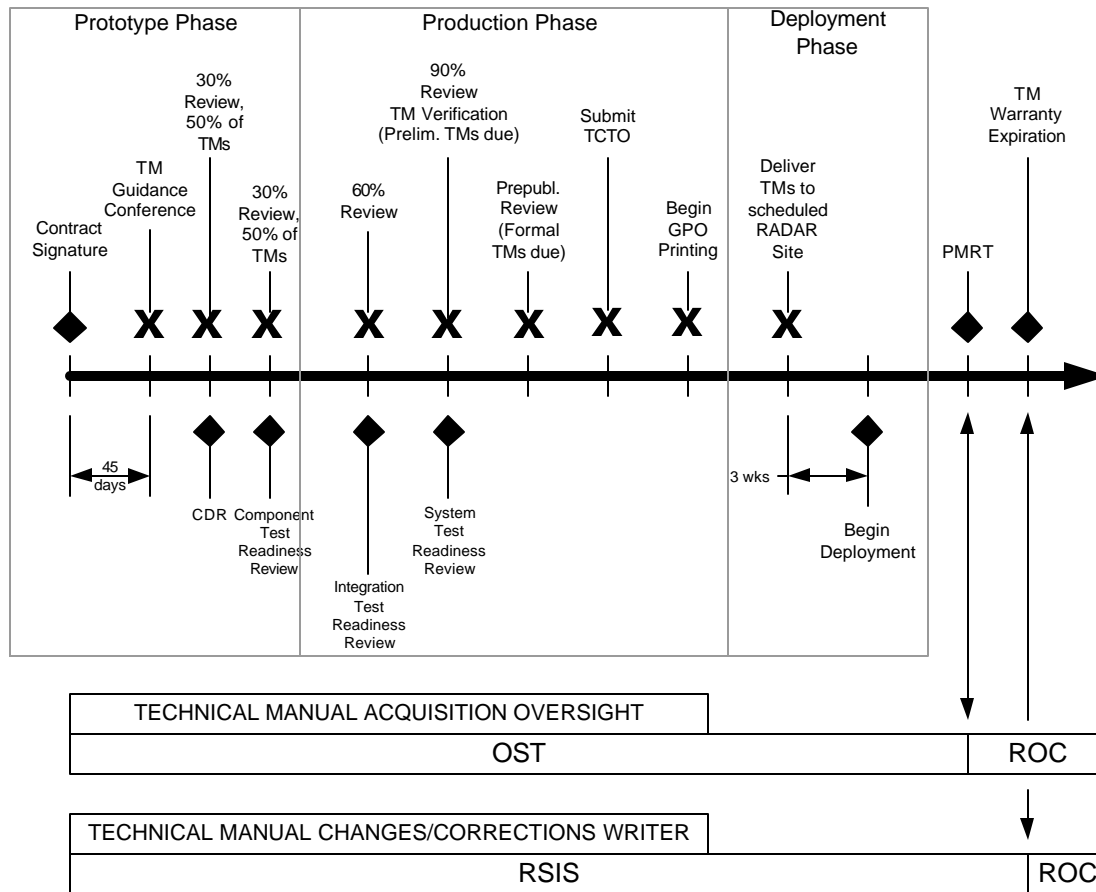 Prototype Phase
Production Phase
Deployment
Phase
30%
Review,
50% of
TMs
90%
Review
TM Verification
(Prelim. TMs due)
Submit
TCTO
TM
Warranty
Expiration
TM
Guidance
Conference
Contract
Signature
30%
Review,
50% of
TMs
60%
Review
Prepubl.
Review
(Formal
TMs due)
Begin
GPO
Printing
Deliver
TMs to
scheduled
RADAR
Site
PMRT
X X X X X X X X X
45
days
3 wks
CDR
Component
Test
Readiness
Review
Integration
Test
Readiness
Review
System
Test
Readiness
Review
Begin
Deployment
TECHNICAL MANUAL ACQUISITION OVERSIGHT
OST
ROC
TECHNICAL MANUAL CHANGES/CORRECTIONS WRITER
RSIS
ROC